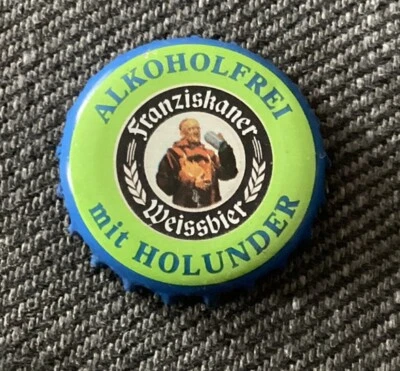 ALKOHOLFREI
Franziskaner
Weissbier
mit HOLUNDER